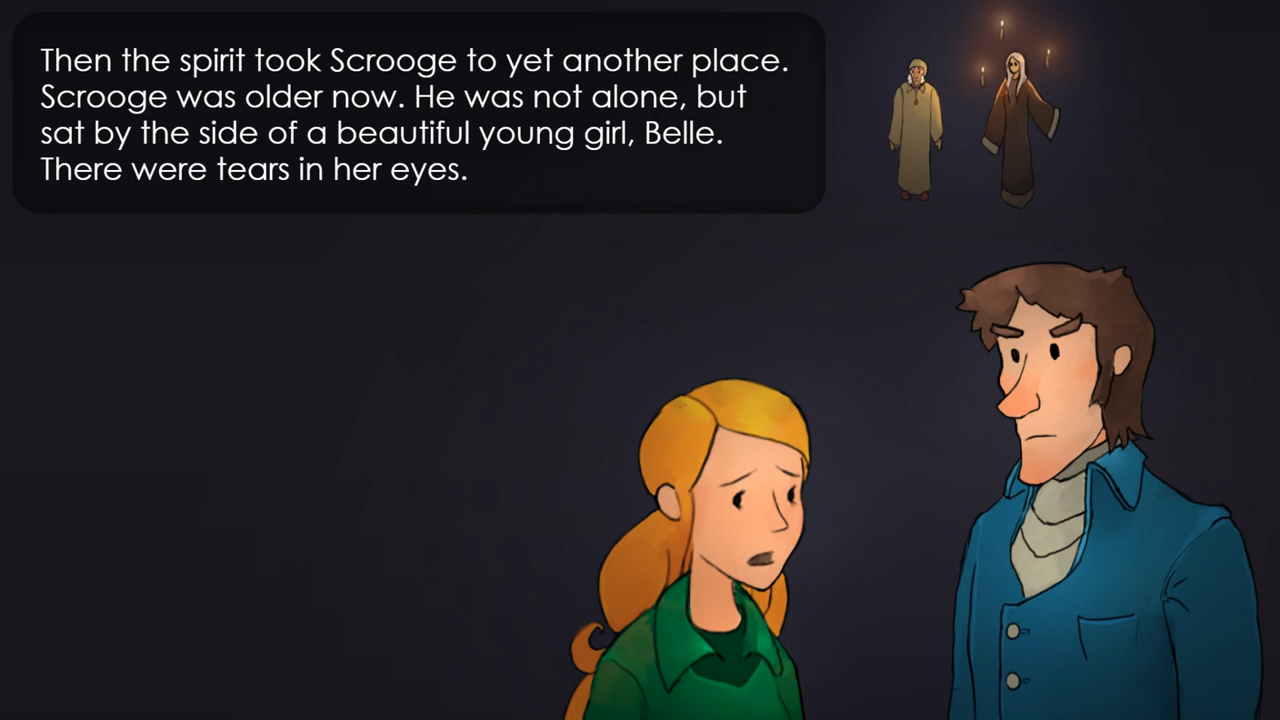 Then the spirit took Scrooge to yet another place.
Scrooge was older now. He was not alone, but
sat by the side of a beautiful young girl, Belle.
There were tears in her eyes.